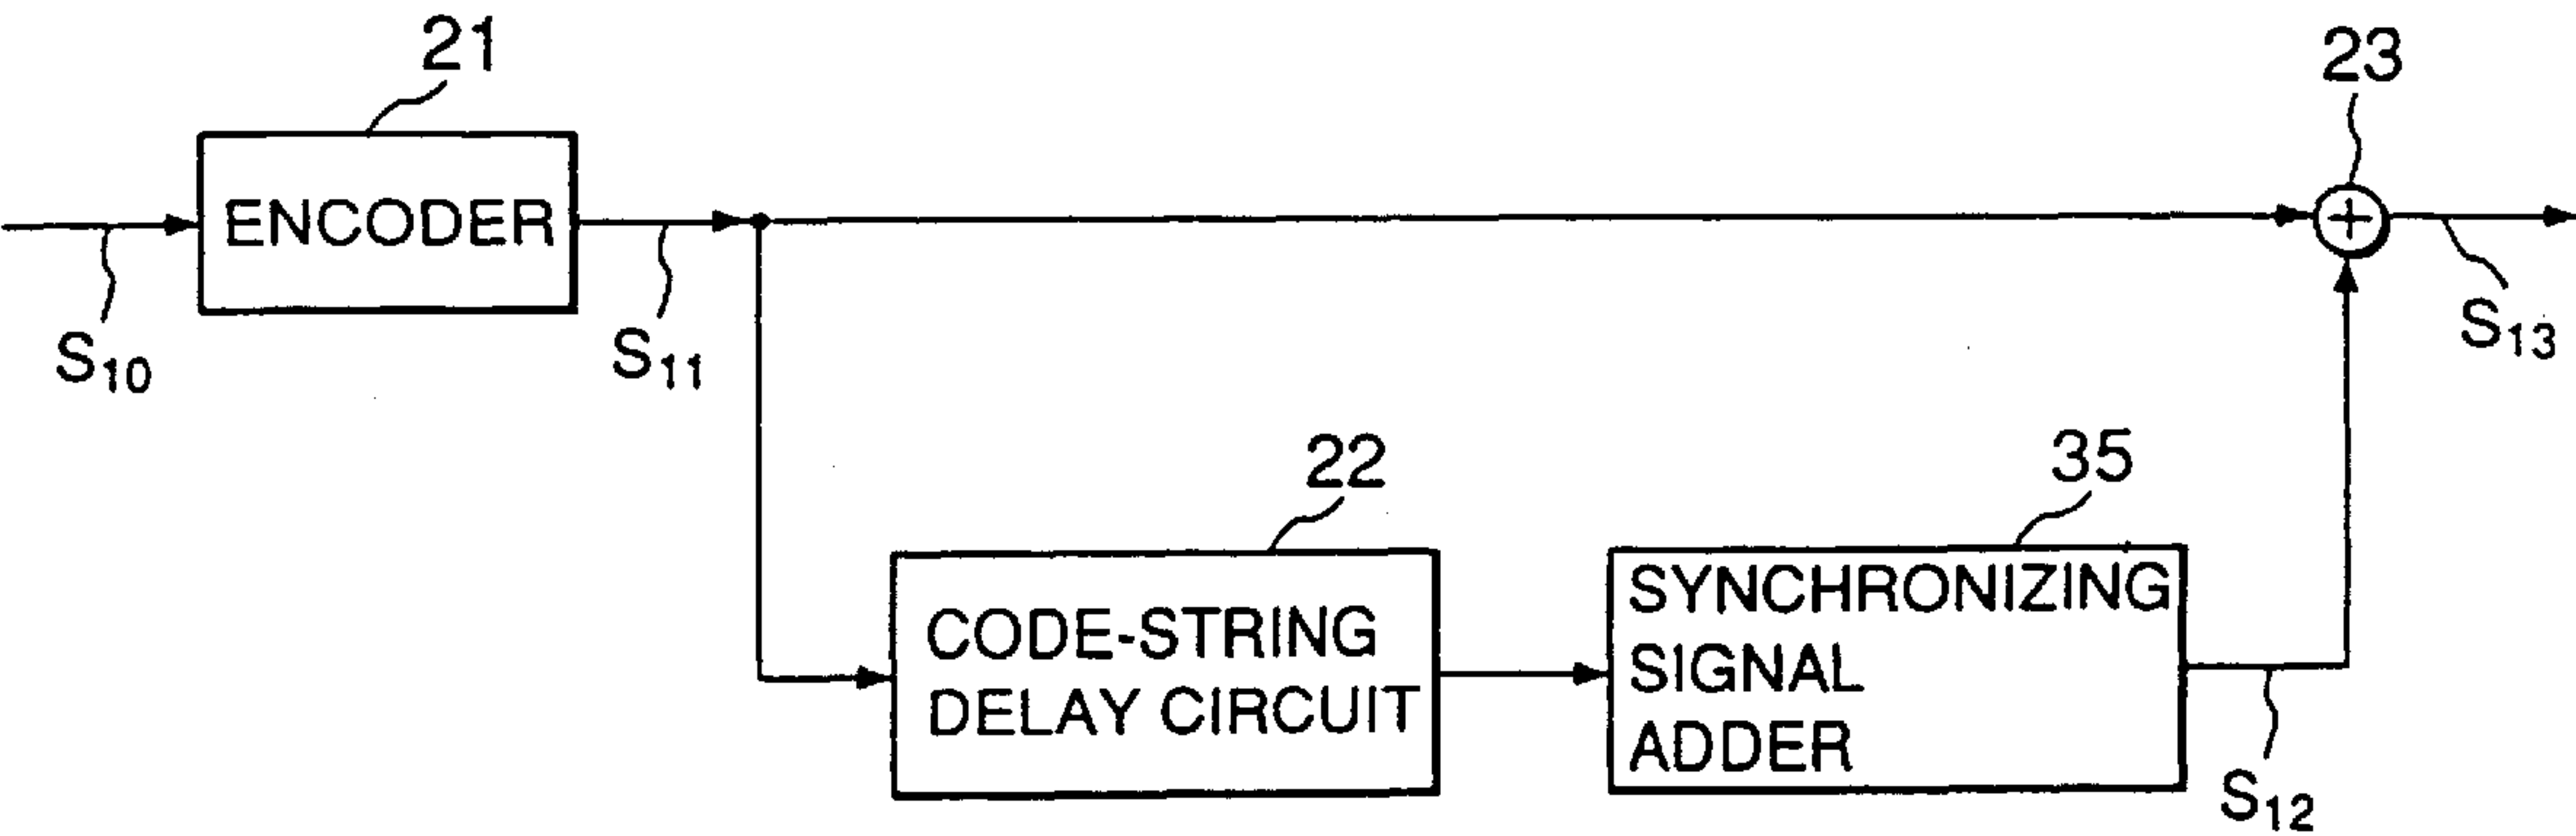 21
23
ENCODER
S10
S11
S13
22
35
CODE-STRING
DELAY CIRCUIT
SYNCHRONIZING
SIGNAL
ADDER
S12